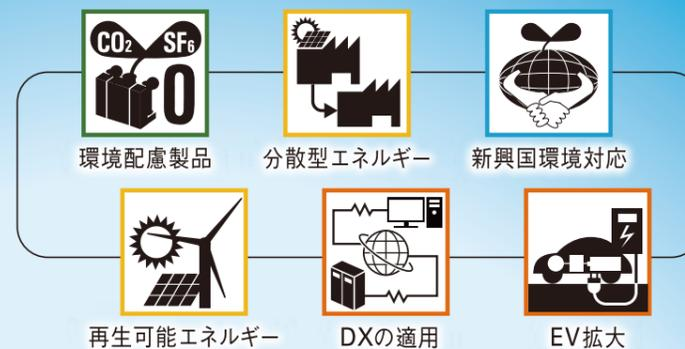 CO₂ SF₆
0
環境配慮製品
分散型エネルギー
新興国環境対応
再生可能エネルギー
DXの適用
EV拡大